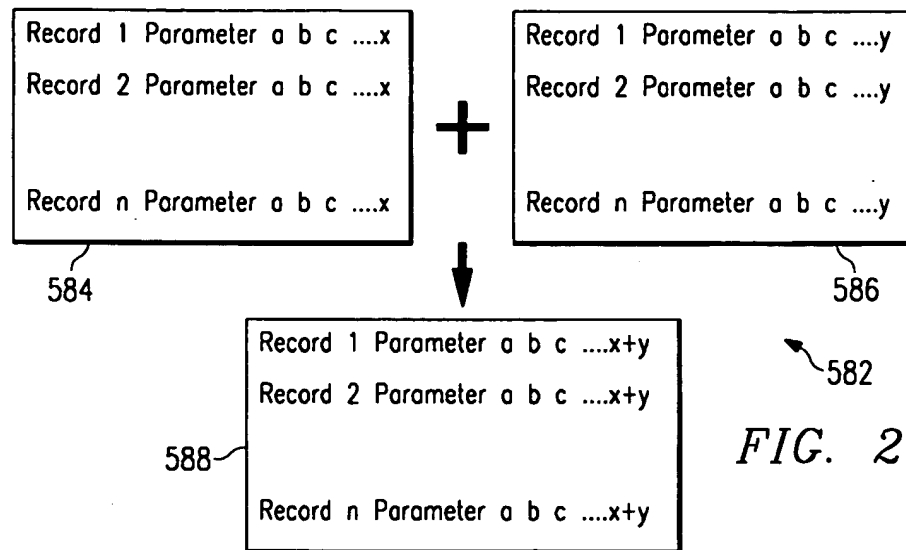 Record 1 Parameter a b c ....x
Record 2 Parameter a b c ....x
Record n Parameter a b c ....x
584
+
Record 1 Parameter a b c ....y
Record 2 Parameter a b c ....y
Record n Parameter a b c ....y
586
Record 1 Parameter a b c ....x+y
Record 2 Parameter a b c ....x+y
Record n Parameter a b c ....x+y
588
582
FIG. 2